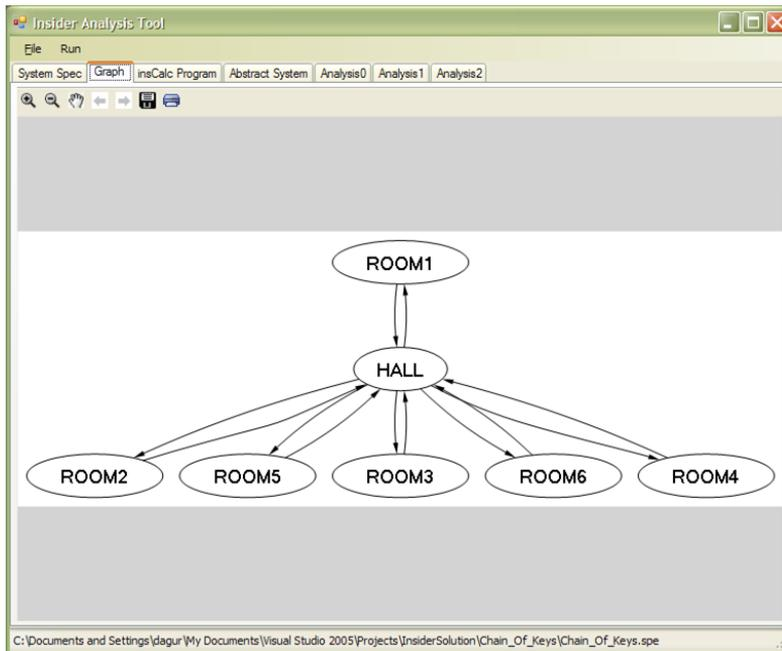 Insider Analysis Tool
File Run
System Spec Graph insCalc Program Abstract System Analysis0 Analysis1 Analysis2
ROOM1
HALL
ROOM2 ROOM5 ROOM3 ROOM6 ROOM4
C:\Documents and Settings\dagur\My Documents\Visual Studio 2005\Projects\InsiderSolution\Chain_Of_Keys\Chain_Of_Keys.spe